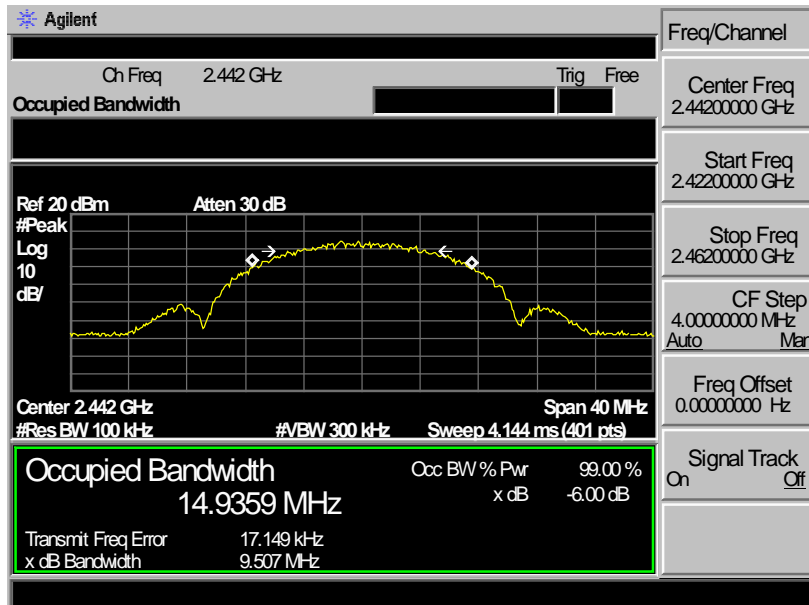 Agilent
Freq/Channel
Ch Freq 2.442 GHz Trig Free
Occupied Bandwidth
Center Freq
2.44200000 GHz
Start Freq
2.42200000 GHz
Stop Freq
2.46200000 GHz
CF Step
4.00000000 MHz
Auto Man
Freq Offset
0.00000000 Hz
Signal Track
On Off
Ref 20 dBm Atten 30 dB
#Peak
Log
10
dB/
Center 2.442 GHz Span 40 MHz
#Res BW 100 kHz #VBW 300 kHz Sweep 4.144 ms (401 pts)
Occupied Bandwidth Occ BW % Pwr 99.00 %
14.9359 MHz x dB -6.00 dB
Transmit Freq Error 17.149 kHz
x dB Bandwidth 9.507 MHz